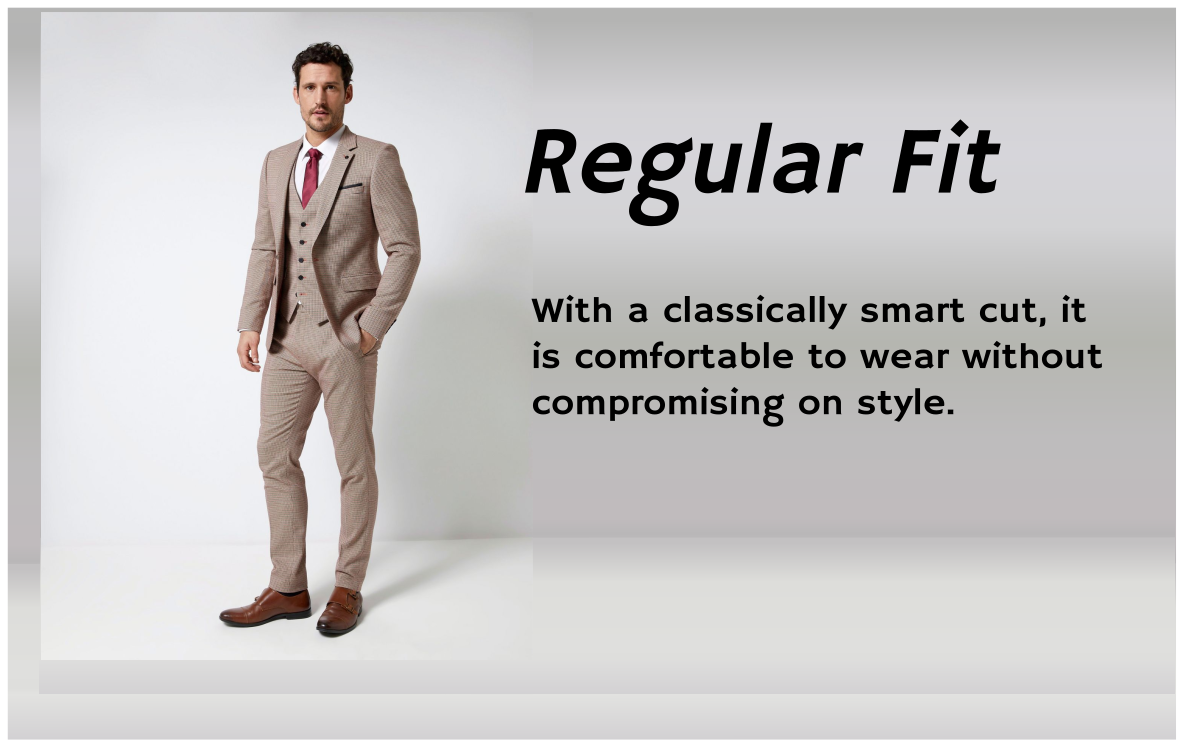 Regular Fit
With a classically smart cut, it
is comfortable to wear without
compromising on style.